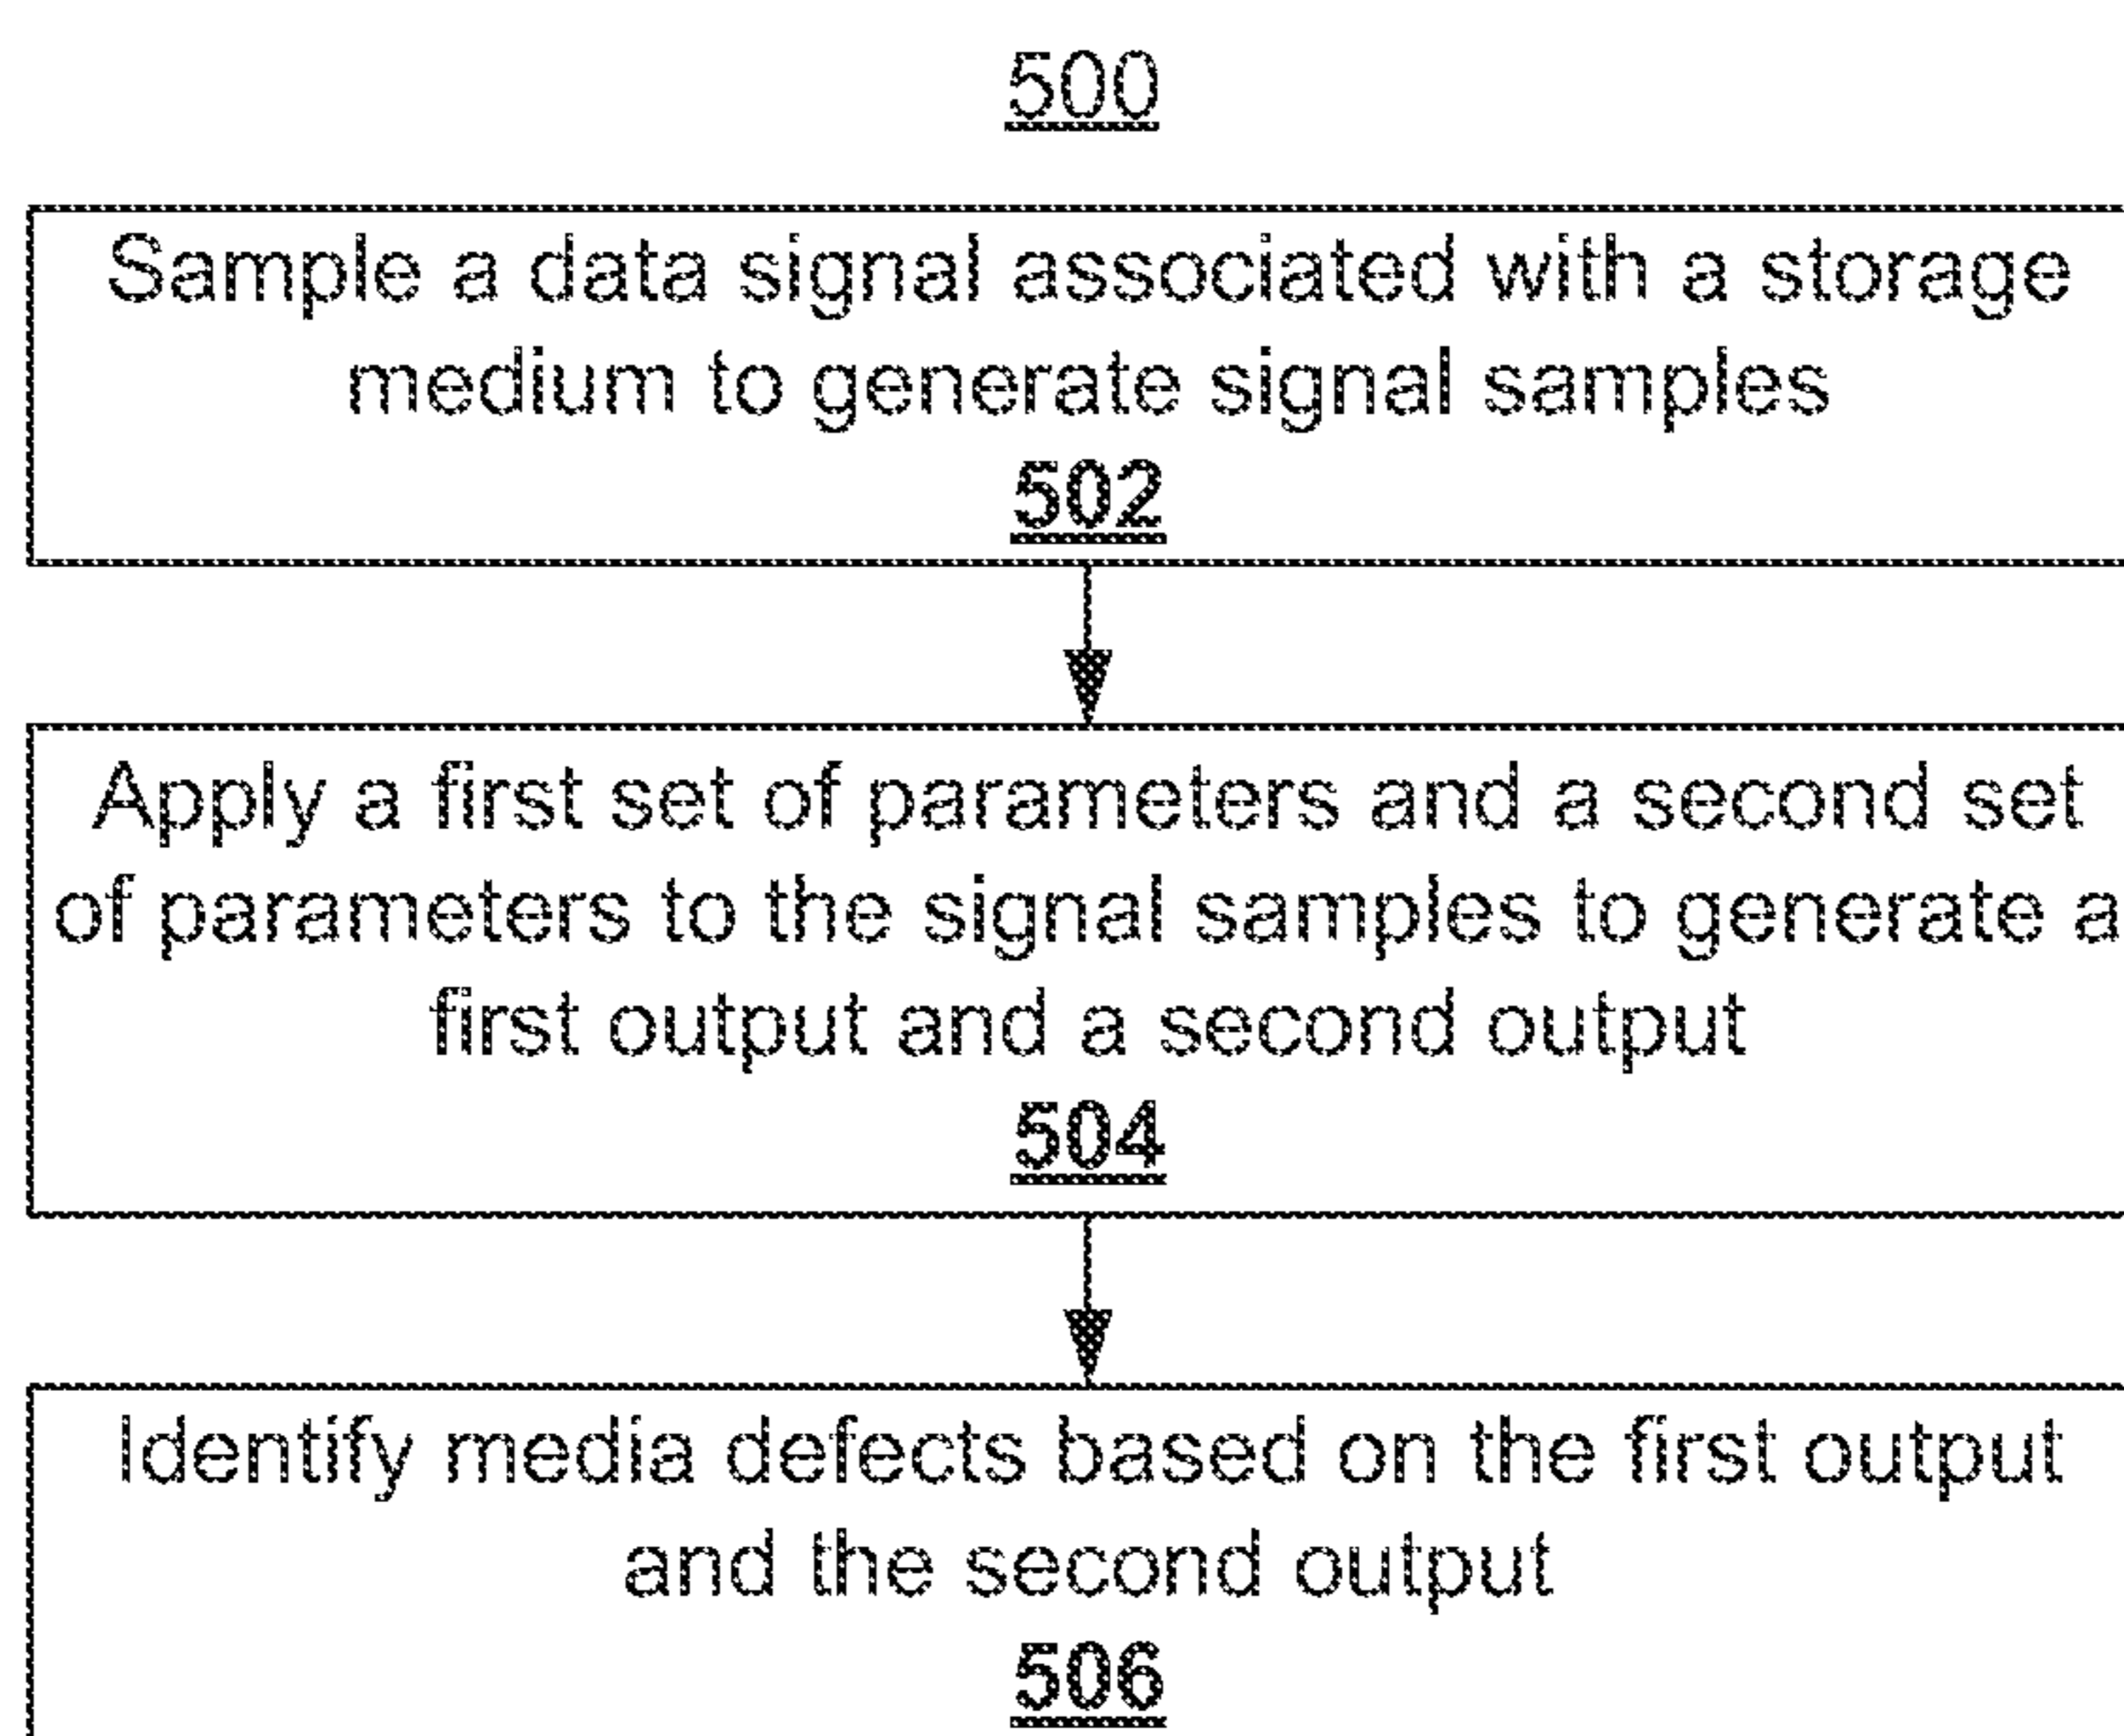 500
Sample a data signal associated with a storage
medium to generate signal samples
502
Apply a first set of parameters and a second set
of parameters to the signal samples to generate a
first output and a second output
504
Identify media defects based on the first output
and the second output
506